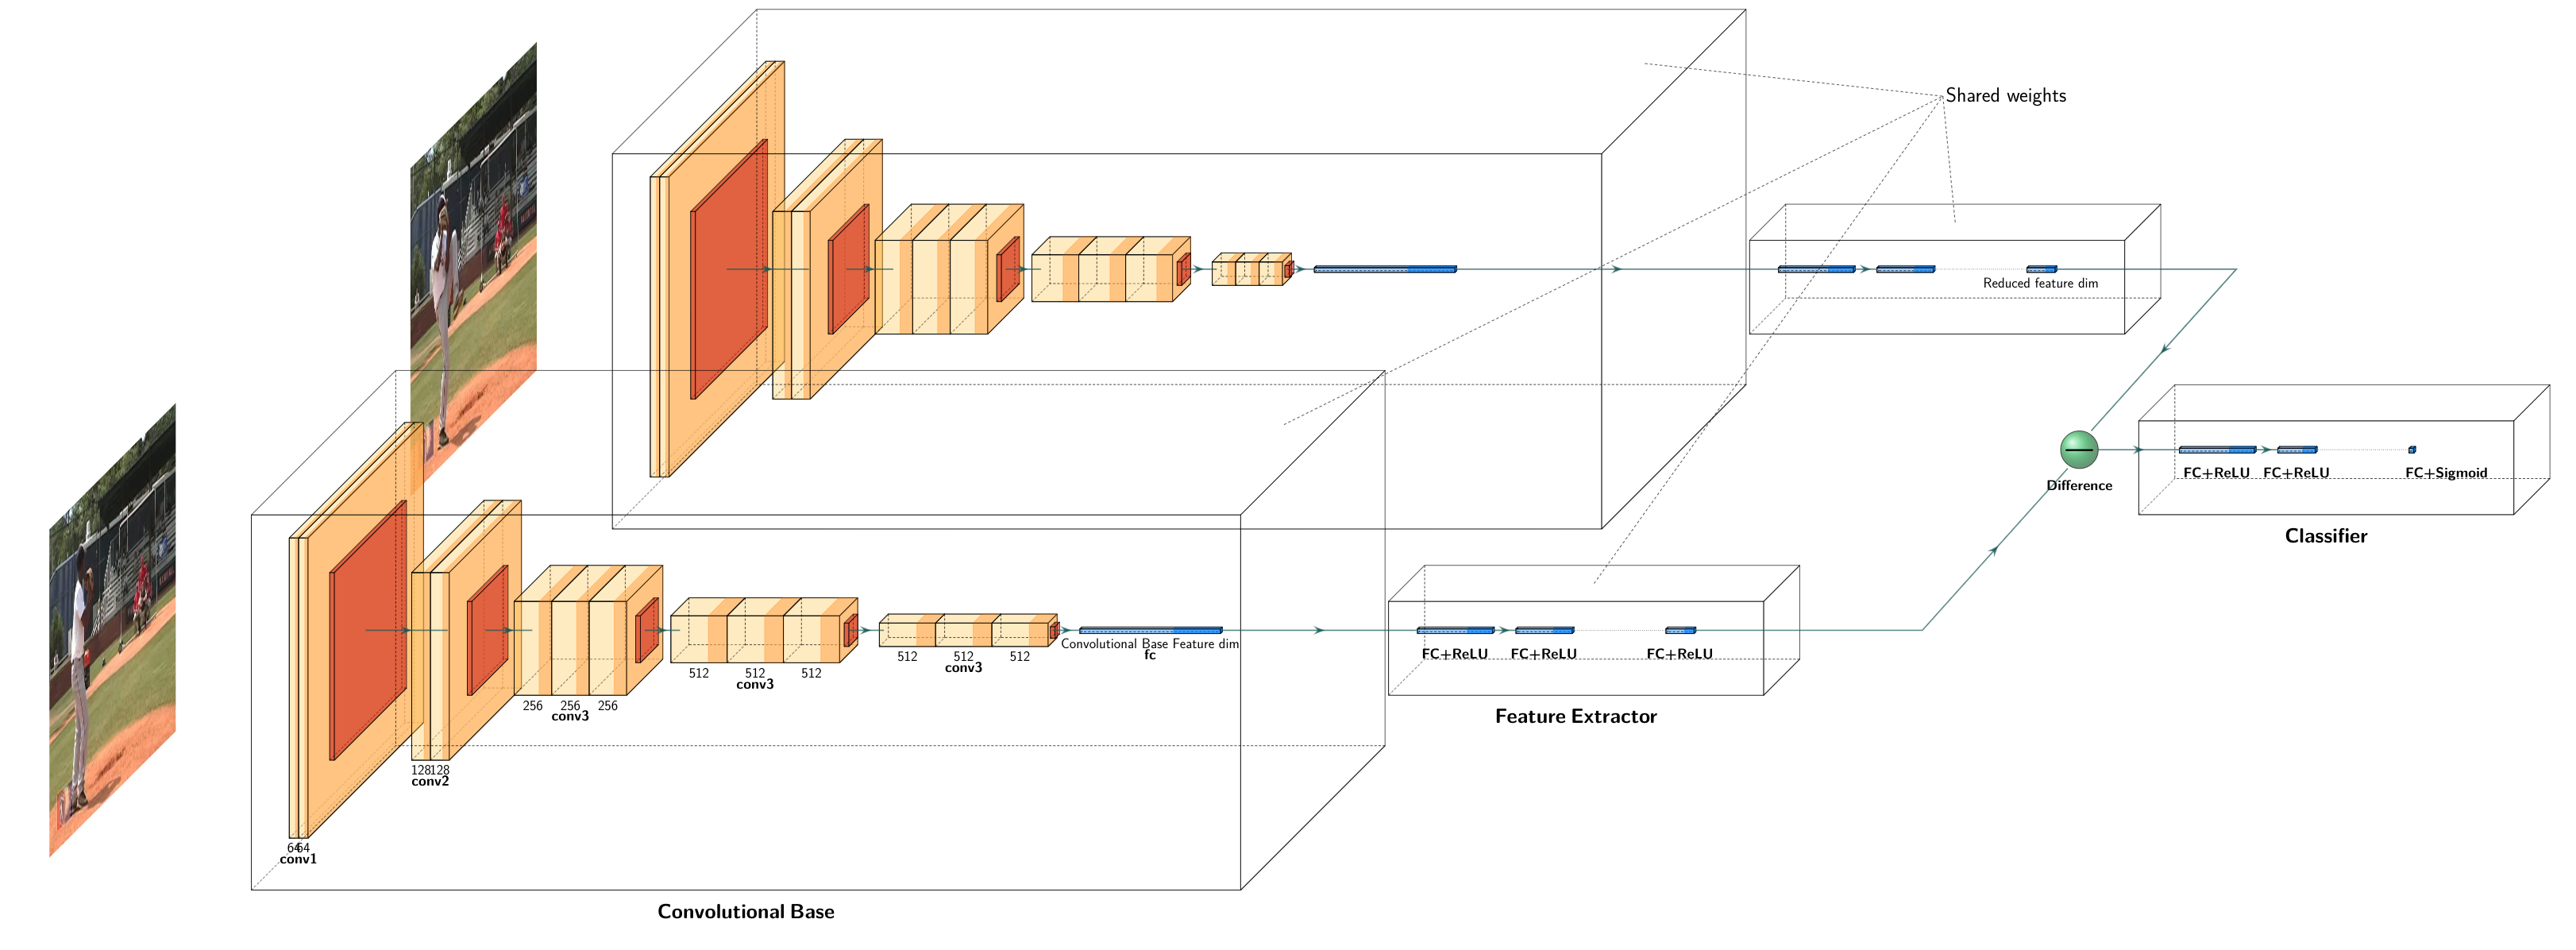 Shared weights
Reduced feature dim
Difference
FC+ReLU FC+ReLU FC+Sigmoid
Classifier
Convolutional Base Feature dim
fc
FC+ReLU FC+ReLU FC+ReLU
Feature Extractor
512 512 512
conv3
512 512 512
conv3
256 256 256
conv3
128 128
conv2
64 64
conv1
Convolutional Base